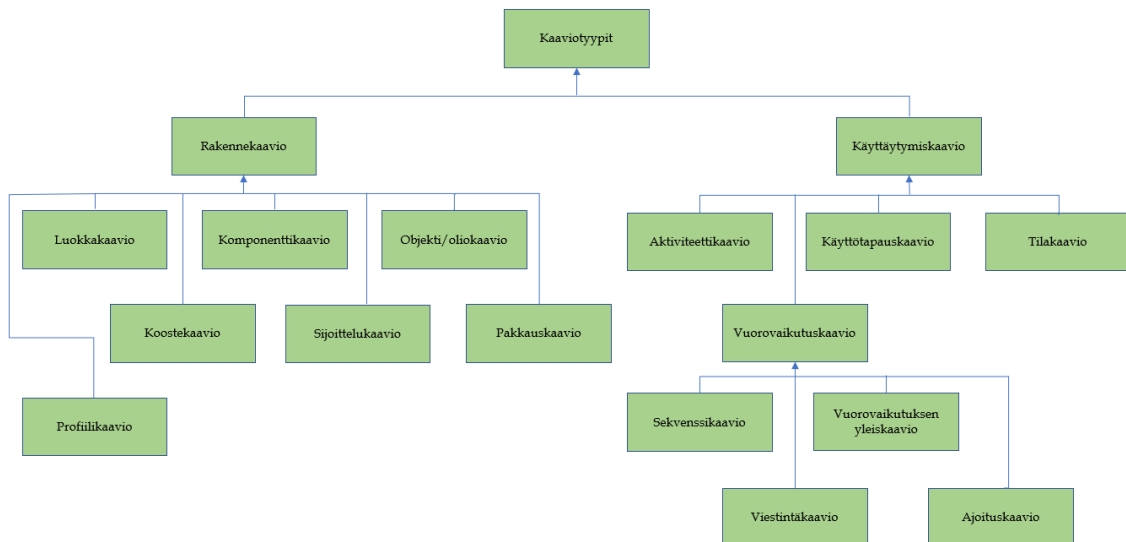 Kaaviotyypit
Rakennekaavio
Käyttäytymiskaavio
Luokkakaavio
Komponenttikaavio
Objekti/oliokaavio
Aktiviteettikaavio
Käyttötapauskaavio
Tilakaavio
Koostekaavio
Sijoittelukaavio
Pakkauskaavio
Vuorovaikutuskaavio
Profiilikaavio
Sekvenssikaavio
Vuorovaikutuksen
yleiskaavio
Viestintäkaavio
Ajoituskaavio